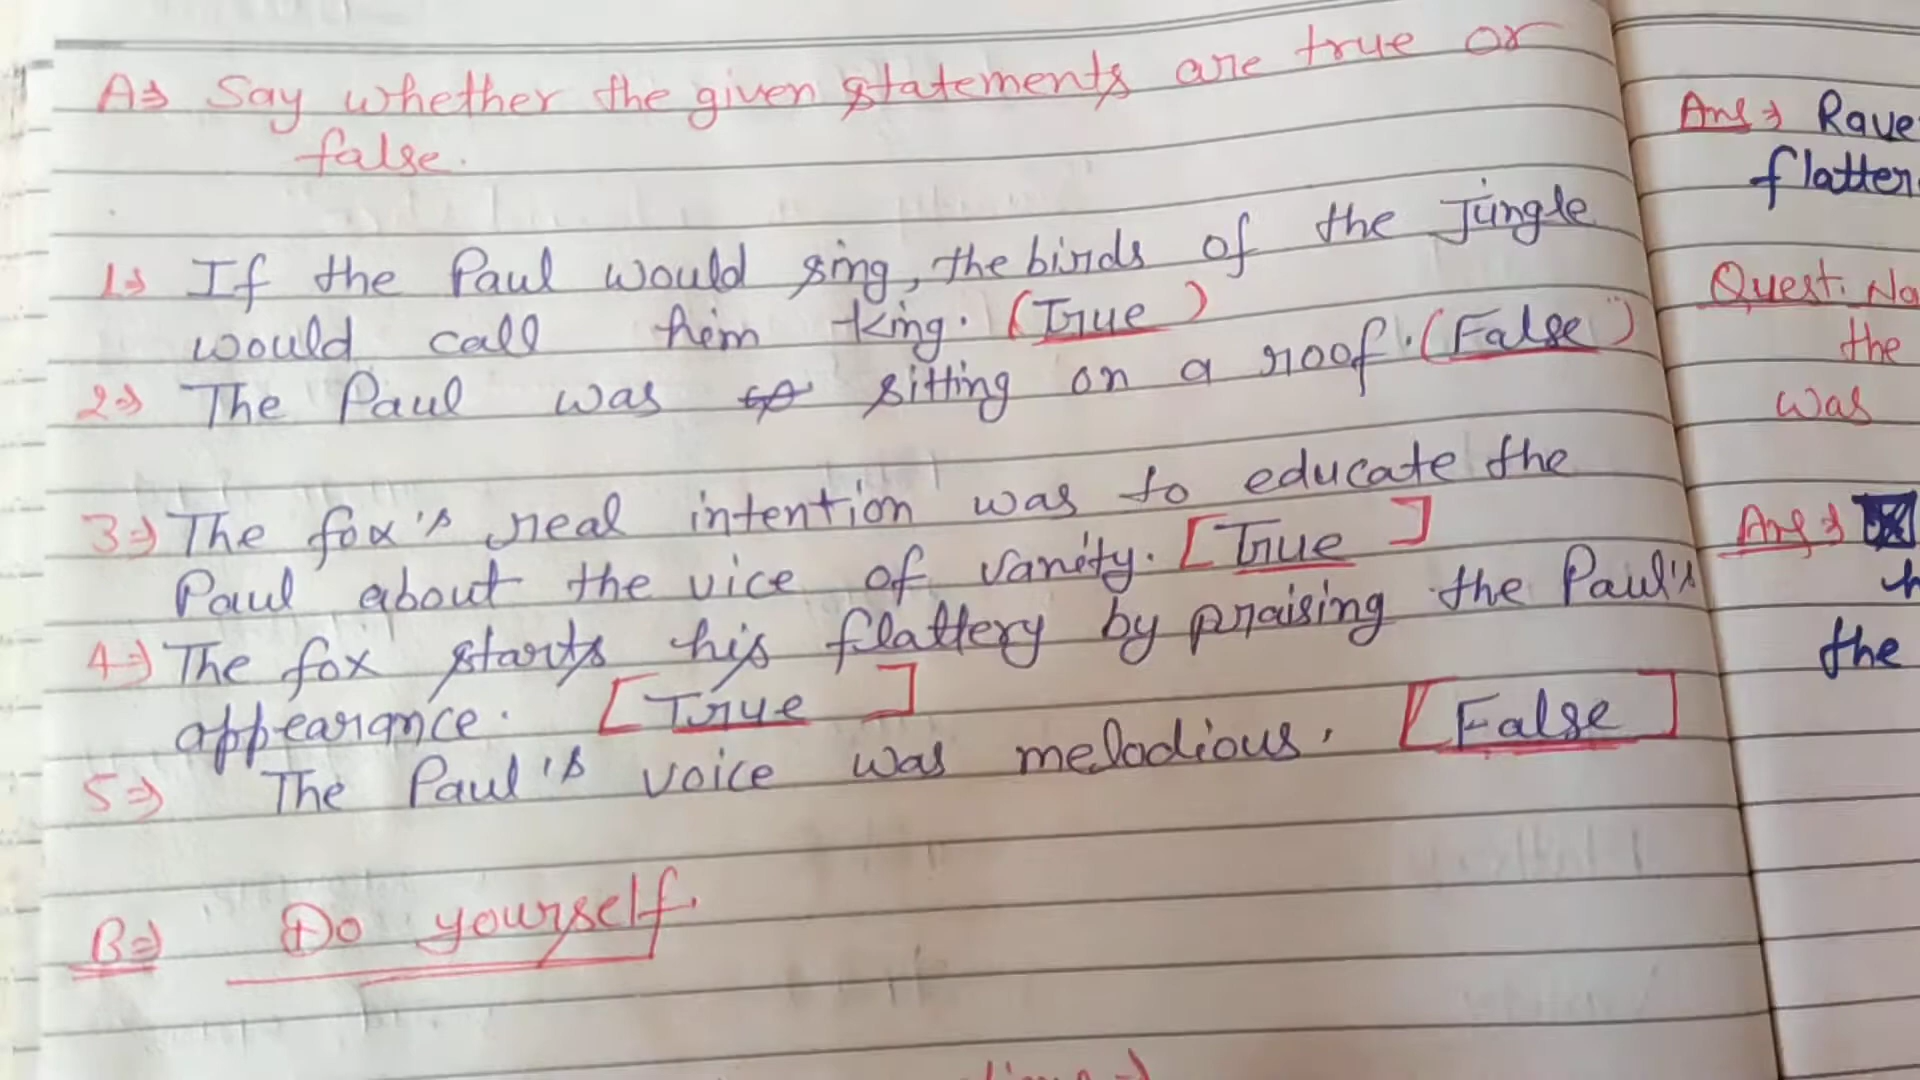 A⇒ Say whether the given statements are true or
false.
1⇒ If the Paul would sing, the birds of the Jungle
would call him king. (True)
2⇒ The Paul was sitting on a roof. (False)
3⇒ The fox's real intention was to educate the
Paul about the vice of vanity. [True]
4⇒ The fox starts his flattery by praising the Paul's
appearance. [True]
5⇒ The Paul's voice was melodious. [False]
B⇒ Do yourself.
Ans⇒ Rave
flatter
Quest. No
the
was
Ans⇒
the